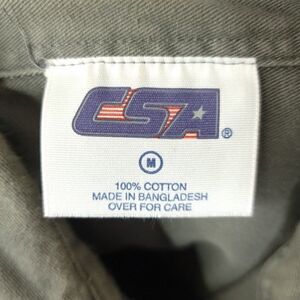 CSA®
M
100% COTTON
MADE IN BANGLADESH
OVER FOR CARE